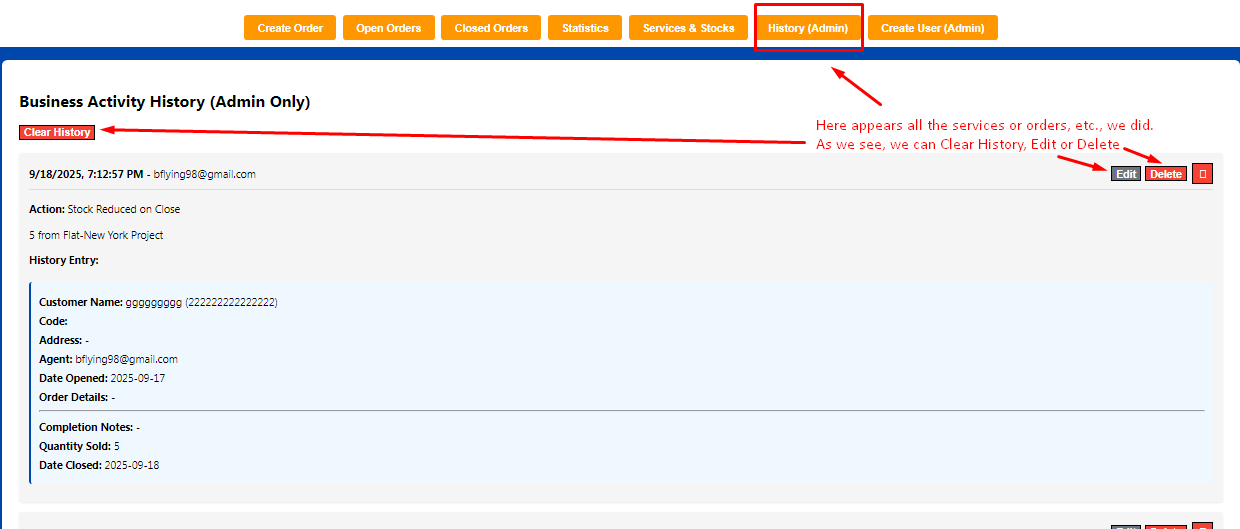 Create Order Open Orders Closed Orders Statistics Services & Stocks History (Admin) Create User (Admin)
Business Activity History (Admin Only)
Here appears all the services or orders, etc., we did.
Clear History
As we see, we can Clear History, Edit or Delete
9/18/2025, 7:12:57 PM - bflying98@gmail.com
Edit Delete
Action: Stock Reduced on Close
5 from Flat-New York Project
History Entry:
Customer Name: ggggggggg (222222222222222)
Code:
Address: -
Agent: bflying98@gmail.com
Date Opened: 2025-09-17
Order Details: -
Completion Notes: -
Quantity Sold: 5
Date Closed: 2025-09-18